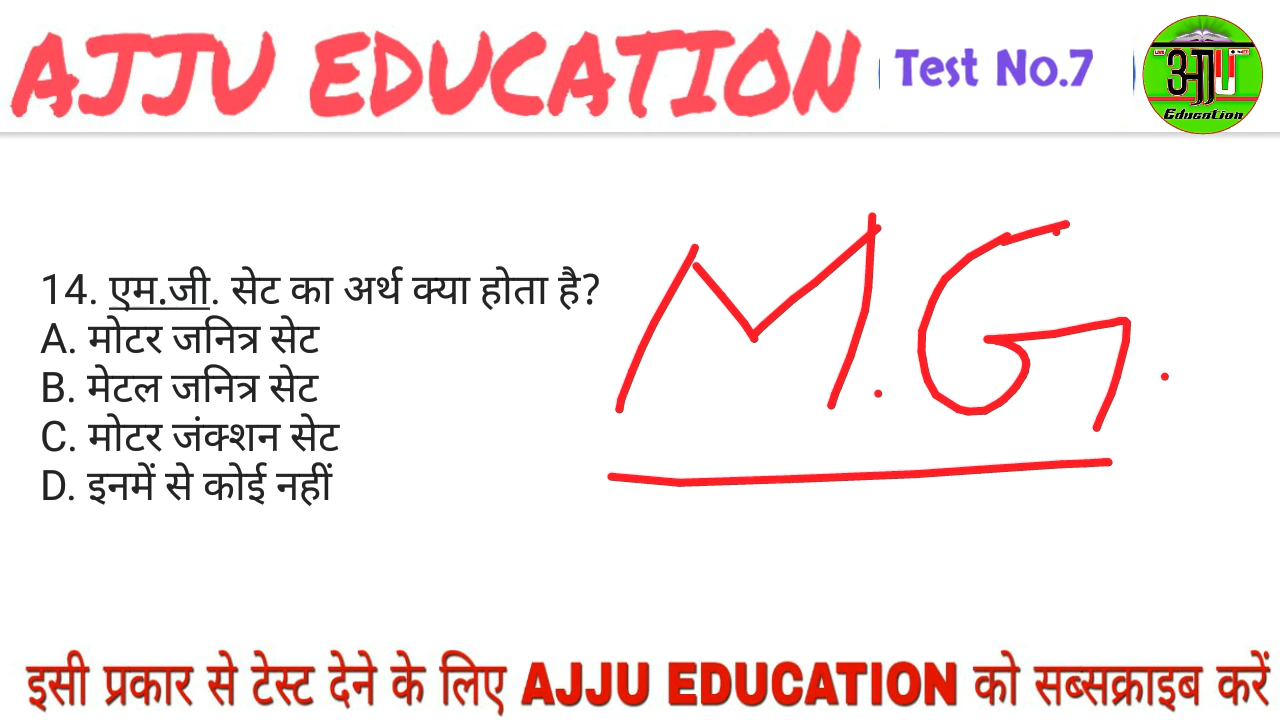 AJJU EDUCATION
Test No.7
आJJU
Education
14. एम.जी. सेट का अर्थ क्या होता है?
A. मोटर जनित्र सेट
B. मेटल जनित्र सेट
C. मोटर जंक्शन सेट
D. इनमें से कोई नहीं
M.G.
इसी प्रकार से टेस्ट देने के लिए AJJU EDUCATION को सब्सक्राइब करें